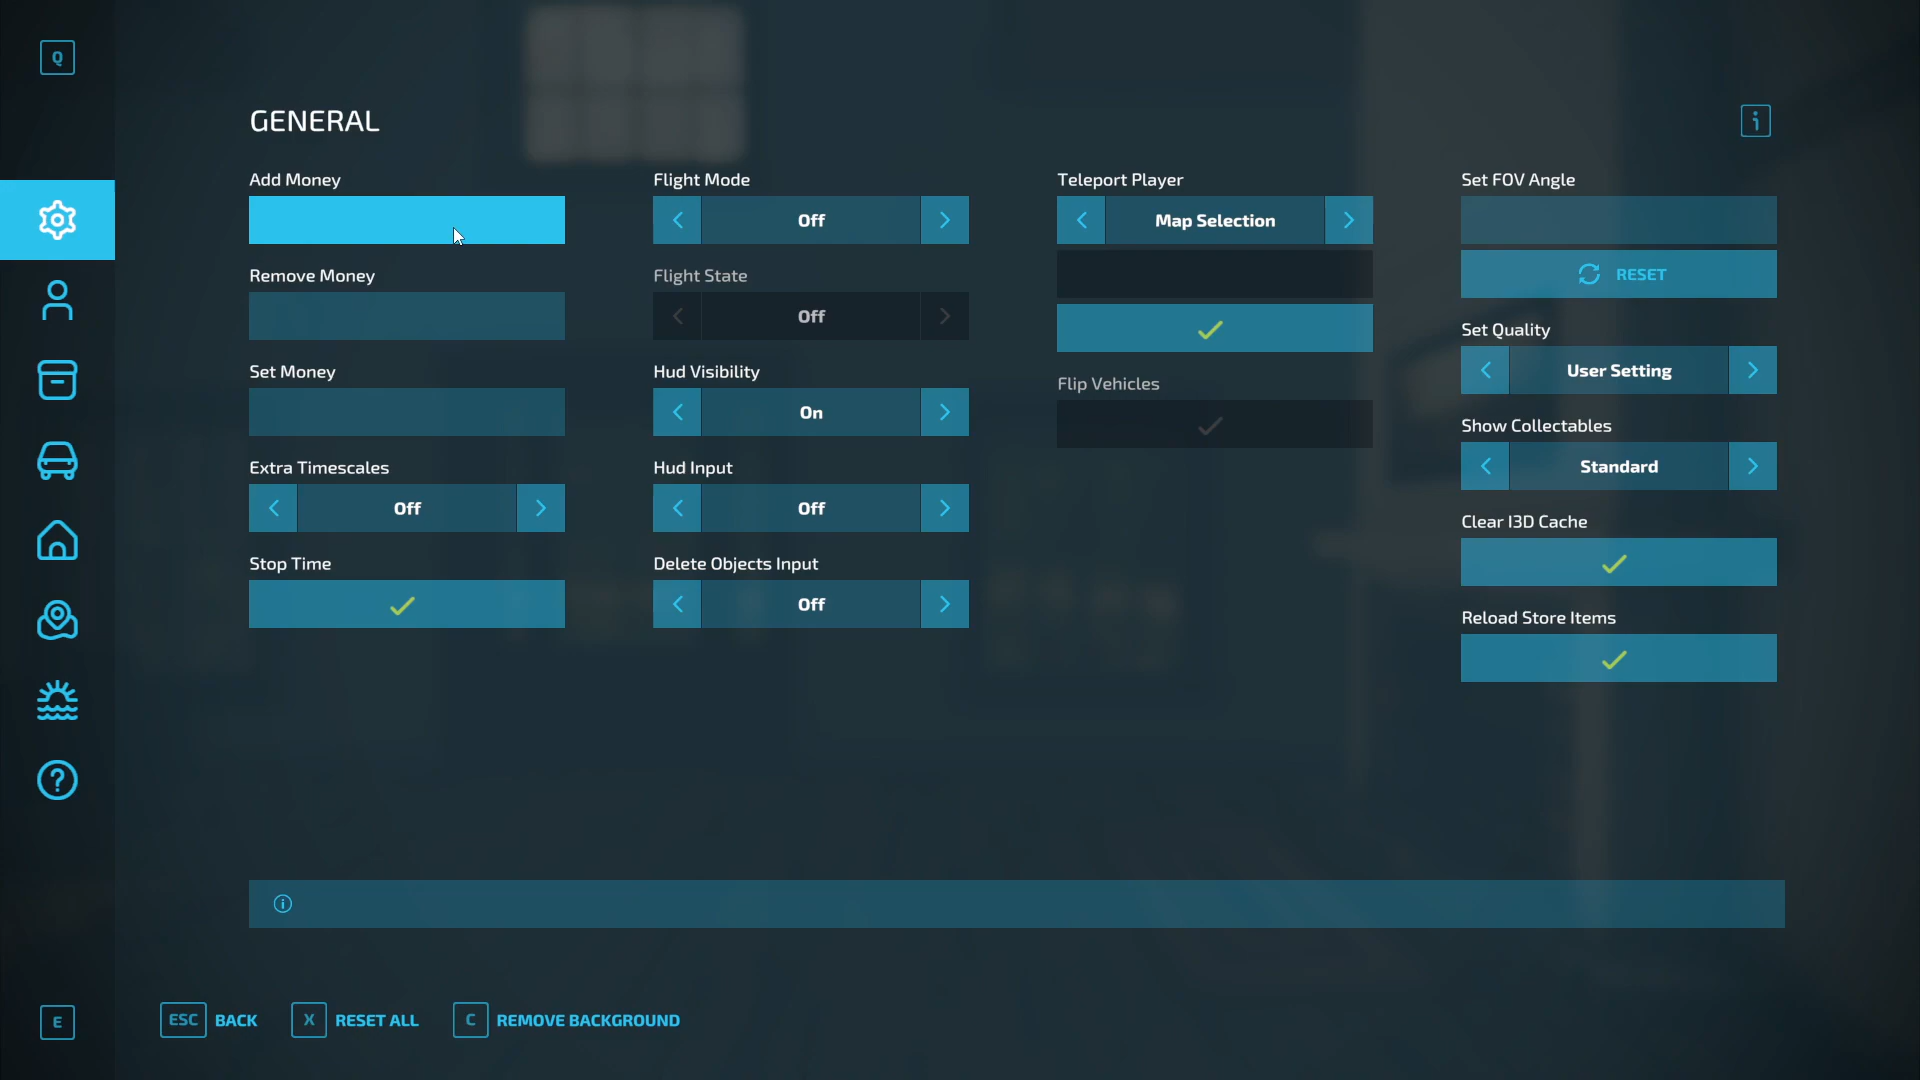 Q
GENERAL
i
Add Money
Remove Money
Set Money
Extra Timescales
Off
Stop Time
Flight Mode
Off
Flight State
Off
Hud Visibility
On
Hud Input
Off
Delete Objects Input
Off
Teleport Player
Map Selection
Flip Vehicles
Set FOV Angle
RESET
Set Quality
User Setting
Show Collectables
Standard
Clear I3D Cache
Reload Store Items
?
i
E
ESC BACK X RESET ALL C REMOVE BACKGROUND